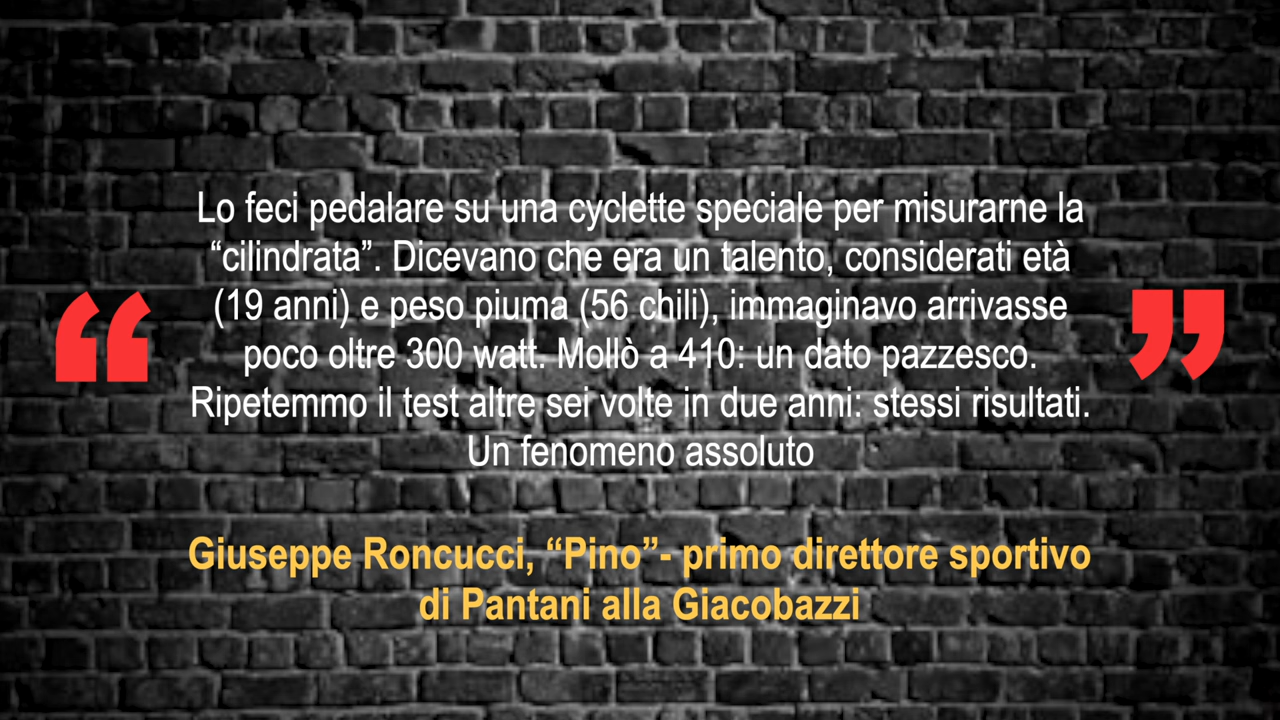 Lo feci pedalare su una cyclette speciale per misurarne la
“cilindrata”. Dicevano che era un talento, considerati età
(19 anni) e peso piuma (56 chili), immaginavo arrivasse
poco oltre 300 watt. Mollò a 410: un dato pazzesco.
Ripetemmo il test altre sei volte in due anni: stessi risultati.
Un fenomeno assoluto
Giuseppe Roncucci, “Pino”- primo direttore sportivo
di Pantani alla Giacobazzi